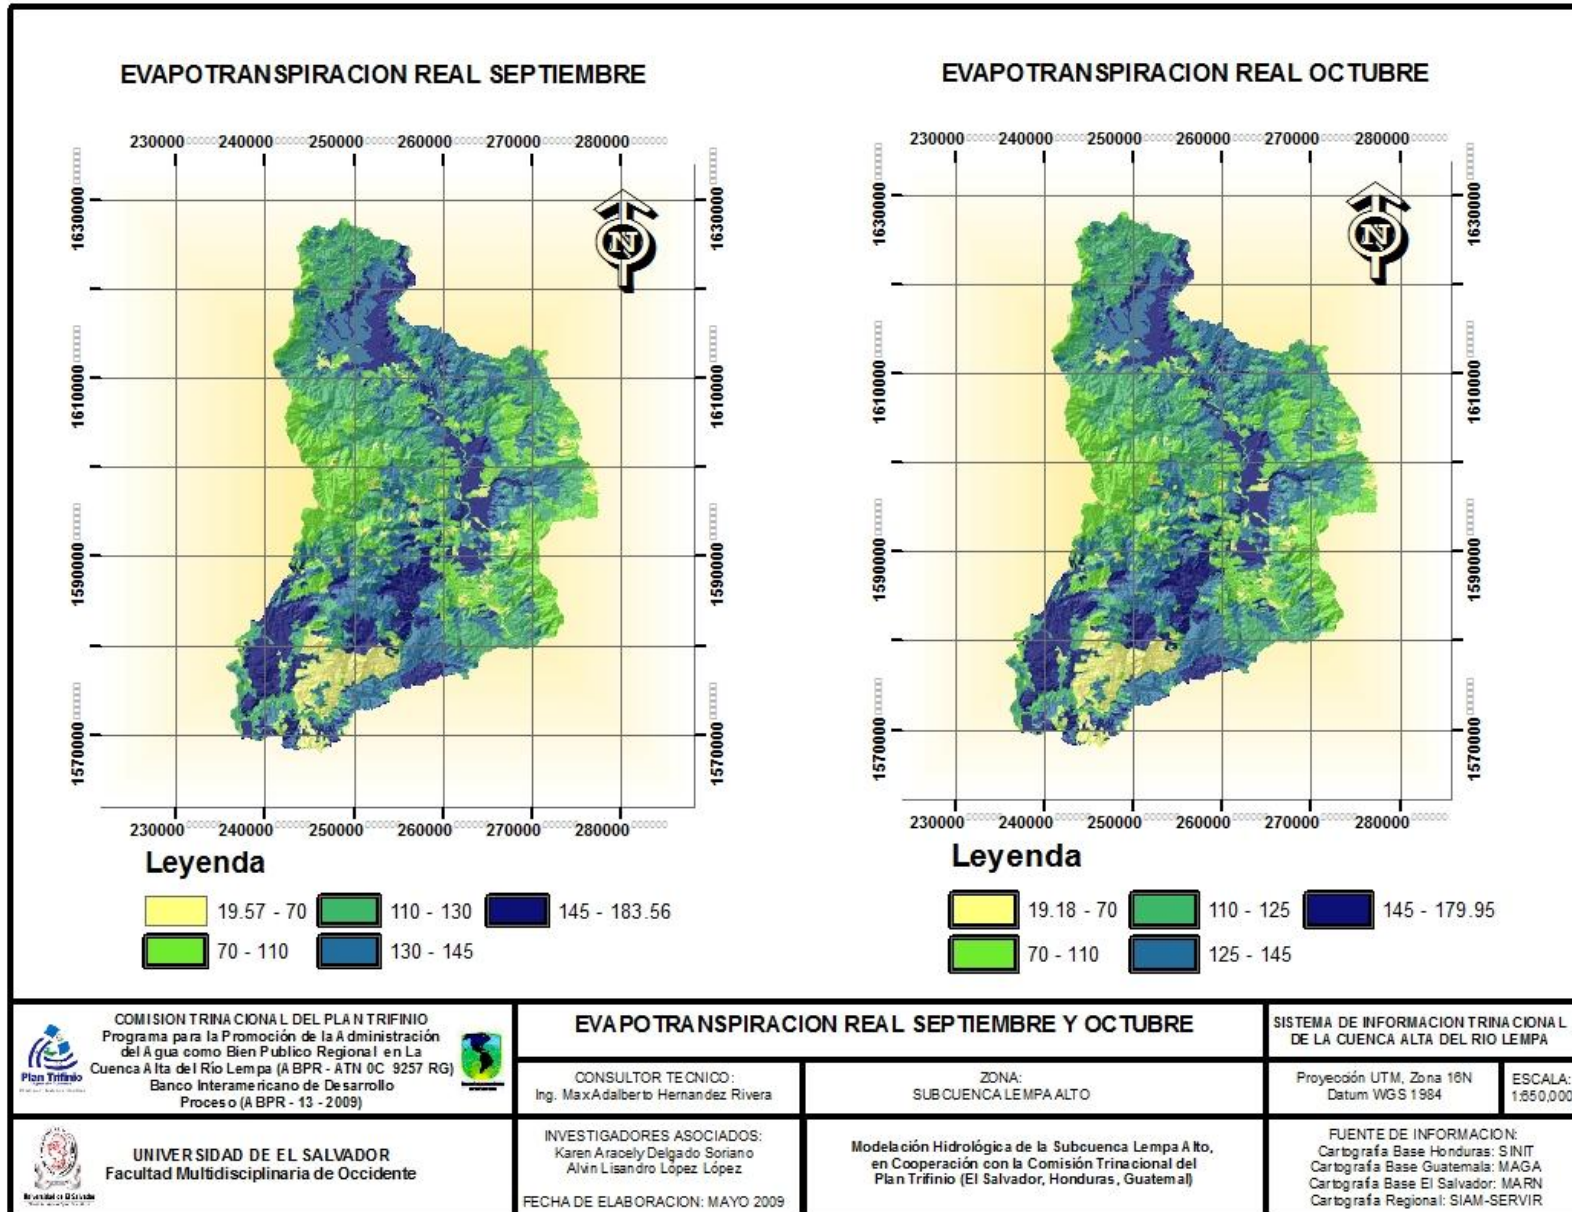 EVAPOTRANSPIRACION REAL SEPTIEMBRE
230000 240000 250000 260000 270000 280000
1630000
1610000
1590000
1570000
N
1630000
1610000
1590000
1570000
230000 240000 250000 260000 270000 280000
Leyenda
19.57 - 70
110 - 130
145 - 183.56
70 - 110
130 - 145
EVAPOTRANSPIRACION REAL OCTUBRE
230000 240000 250000 260000 270000 280000
1630000
1610000
1590000
1570000
N
1630000
1610000
1590000
1570000
230000 240000 250000 260000 270000 280000
Leyenda
19.18 - 70
110 - 125
145 - 179.95
70 - 110
125 - 145
Plan Trifinio
COMISION TRINACIONAL DEL PLAN TRIFINIO
Programa para la Promoción de la Administración
del Agua como Bien Publico Regional en La
Cuenca Alta del Río Lempa (ABPR - ATN OC 9257 RG)
Banco Interamericano de Desarrollo
Proceso (ABPR - 13 - 2009)
EVAPOTRANSPIRACION REAL SEPTIEMBRE Y OCTUBRE
SISTEMA DE INFORMACION TRINACIONAL
DE LA CUENCA ALTA DEL RIO LEMPA
CONSULTOR TECNICO:
Ing. Max Adalberto Hernandez Rivera
ZONA:
SUBCUENCA LEMPA ALTO
Proyección UTM, Zona 16N
Datum WGS 1984
ESCALA:
1:650,000
Universidad de El Salvador
UNIVERSIDAD DE EL SALVADOR
Facultad Multidisciplinaria de Occidente
INVESTIGADORES ASOCIADOS:
Karen Aracely Delgado Soriano
Alvin Lisandro López López
FECHA DE ELABORACION: MAYO 2009
Modelación Hidrológica de la Subcuenca Lempa Alto,
en Cooperación con la Comisión Trinacional del
Plan Trifinio (El Salvador, Honduras, Guatemal)
FUENTE DE INFORMACION:
Cartografía Base Honduras: SINIT
Cartografía Base Guatemala: MAGA
Cartografía Base El Salvador: MARN
Cartografía Regional: SIAM-SERVIR